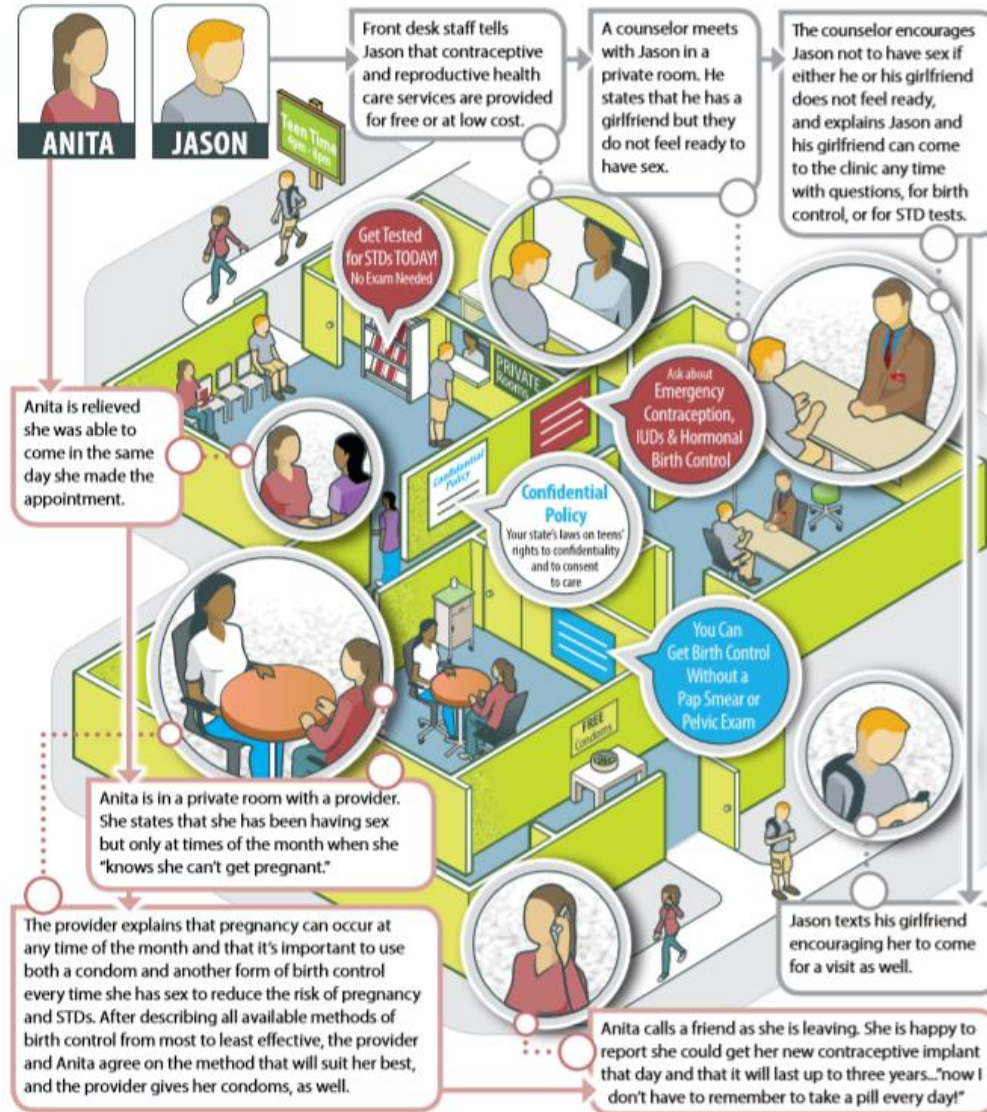 ANITA
JASON
Front desk staff tells
Jason that contraceptive
and reproductive health
care services are provided
for free or at low cost.
A counselor meets
with Jason in a
private room. He
states that he has a
girlfriend but they
do not feel ready to
have sex.
The counselor encourages
Jason not to have sex if
either he or his girlfriend
does not feel ready,
and explains Jason and
his girlfriend can come
to the clinic any time
with questions, for birth
control, or for STD tests.
Teen Time
4pm - 8pm
Get Tested
for STDs TODAY!
No Exam Needed
PRIVATE
Rooms
Ask about
Emergency
Contraception,
IUDs & Hormonal
Birth Control
Anita is relieved
she was able to
come in the same
day she made the
appointment.
Confidential
Policy
Confidential
Policy
Your state's laws on teens'
rights to confidentiality
and to consent
to care
You Can
Get Birth Control
Without a
Pap Smear or
Pelvic Exam
FREE
Condoms
Anita is in a private room with a provider.
She states that she has been having sex
but only at times of the month when she
"knows she can't get pregnant."
The provider explains that pregnancy can occur at
any time of the month and that it's important to use
both a condom and another form of birth control
every time she has sex to reduce the risk of pregnancy
and STDs. After describing all available methods of
birth control from most to least effective, the provider
and Anita agree on the method that will suit her best,
and the provider gives her condoms, as well.
Jason texts his girlfriend
encouraging her to come
for a visit as well.
Anita calls a friend as she is leaving. She is happy to
report she could get her new contraceptive implant
that day and that it will last up to three years..."now I
don't have to remember to take a pill every day!"